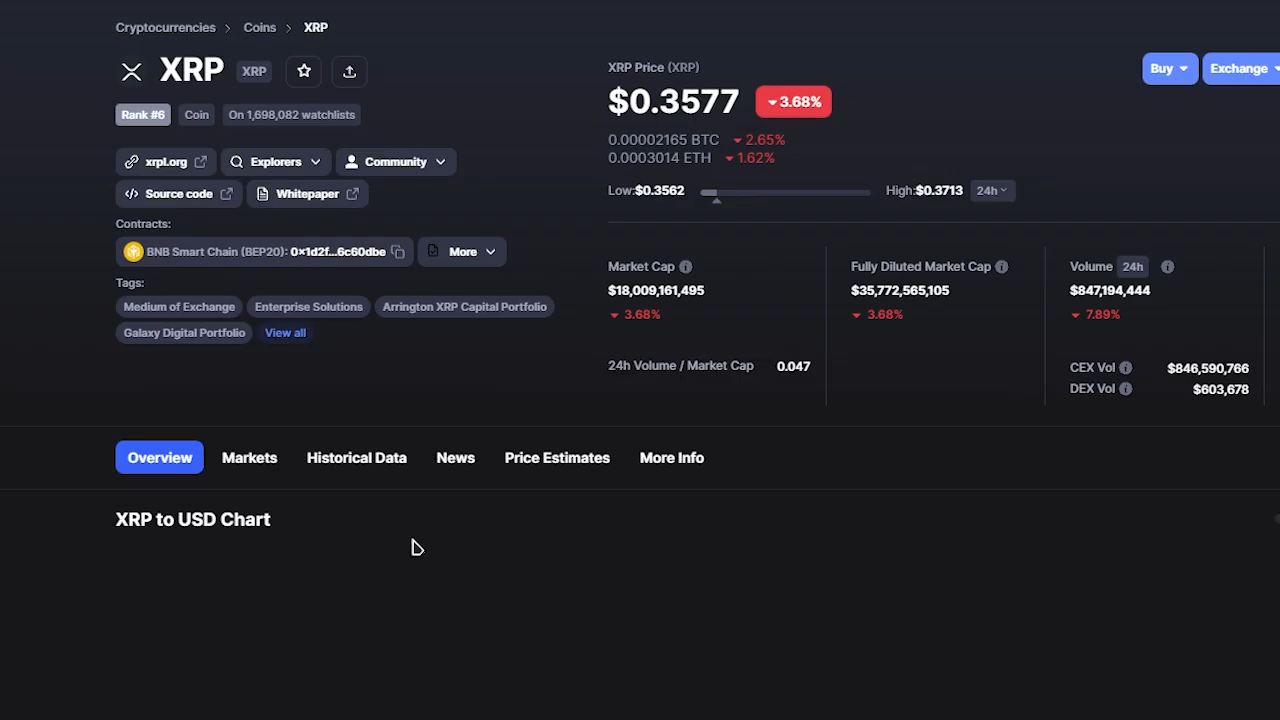 Cryptocurrencies > Coins > XRP
XRP XRP
Rank #6 Coin On 1,698,082 watchlists
xrpl.org Explorers Community
Source code Whitepaper
Contracts:
BNB Smart Chain (BEP20): 0x1d2f...6c60dbe More
Tags:
Medium of Exchange Enterprise Solutions Arrington XRP Capital Portfolio
Galaxy Digital Portfolio View all
XRP Price (XRP)
$0.3577 3.68%
0.00002165 BTC 2.65%
0.0003014 ETH 1.62%
Low:$0.3562 High:$0.3713 24h
Buy Exchange
Market Cap
$18,009,161,495
3.68%
24h Volume / Market Cap 0.047
Fully Diluted Market Cap
$35,772,565,105
3.68%
Volume 24h
$847,194,444
7.89%
CEX Vol $846,590,766
DEX Vol $603,678
Overview Markets Historical Data News Price Estimates More Info
XRP to USD Chart